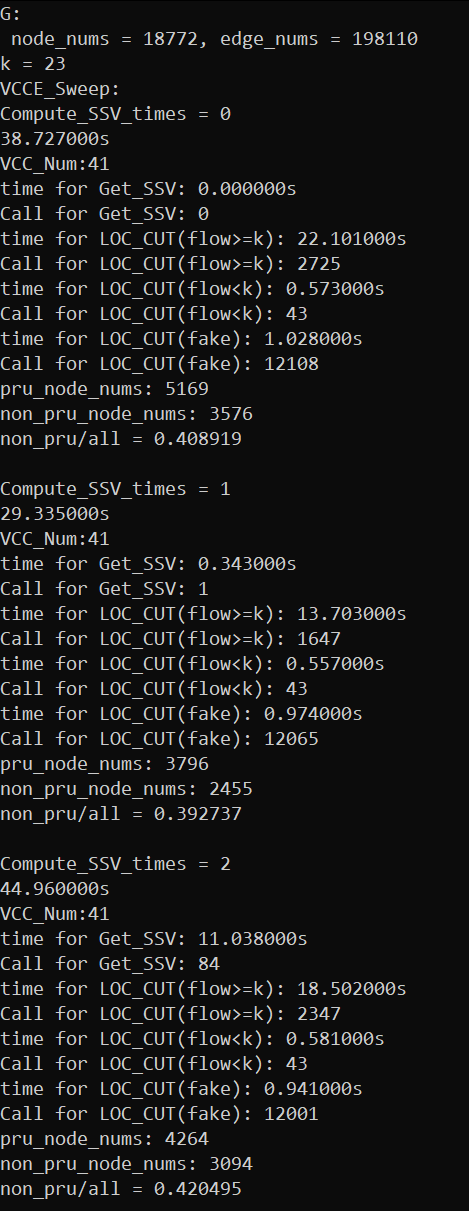 G:
 node_nums = 18772, edge_nums = 198110
k = 23
VCCE_Sweep:
Compute_SSV_times = 0
38.727000s
VCC_Num:41
time for Get_SSV: 0.000000s
Call for Get_SSV: 0
time for LOC_CUT(flow>=k): 22.101000s
Call for LOC_CUT(flow>=k): 2725
time for LOC_CUT(flow<k): 0.573000s
Call for LOC_CUT(flow<k): 43
time for LOC_CUT(fake): 1.028000s
Call for LOC_CUT(fake): 12108
pru_node_nums: 5169
non_pru_node_nums: 3576
non_pru/all = 0.408919

Compute_SSV_times = 1
29.335000s
VCC_Num:41
time for Get_SSV: 0.343000s
Call for Get_SSV: 1
time for LOC_CUT(flow>=k): 13.703000s
Call for LOC_CUT(flow>=k): 1647
time for LOC_CUT(flow<k): 0.557000s
Call for LOC_CUT(flow<k): 43
time for LOC_CUT(fake): 0.974000s
Call for LOC_CUT(fake): 12065
pru_node_nums: 3796
non_pru_node_nums: 2455
non_pru/all = 0.392737

Compute_SSV_times = 2
44.960000s
VCC_Num:41
time for Get_SSV: 11.038000s
Call for Get_SSV: 84
time for LOC_CUT(flow>=k): 18.502000s
Call for LOC_CUT(flow>=k): 2347
time for LOC_CUT(flow<k): 0.581000s
Call for LOC_CUT(flow<k): 43
time for LOC_CUT(fake): 0.941000s
Call for LOC_CUT(fake): 12001
pru_node_nums: 4264
non_pru_node_nums: 3094
non_pru/all = 0.420495